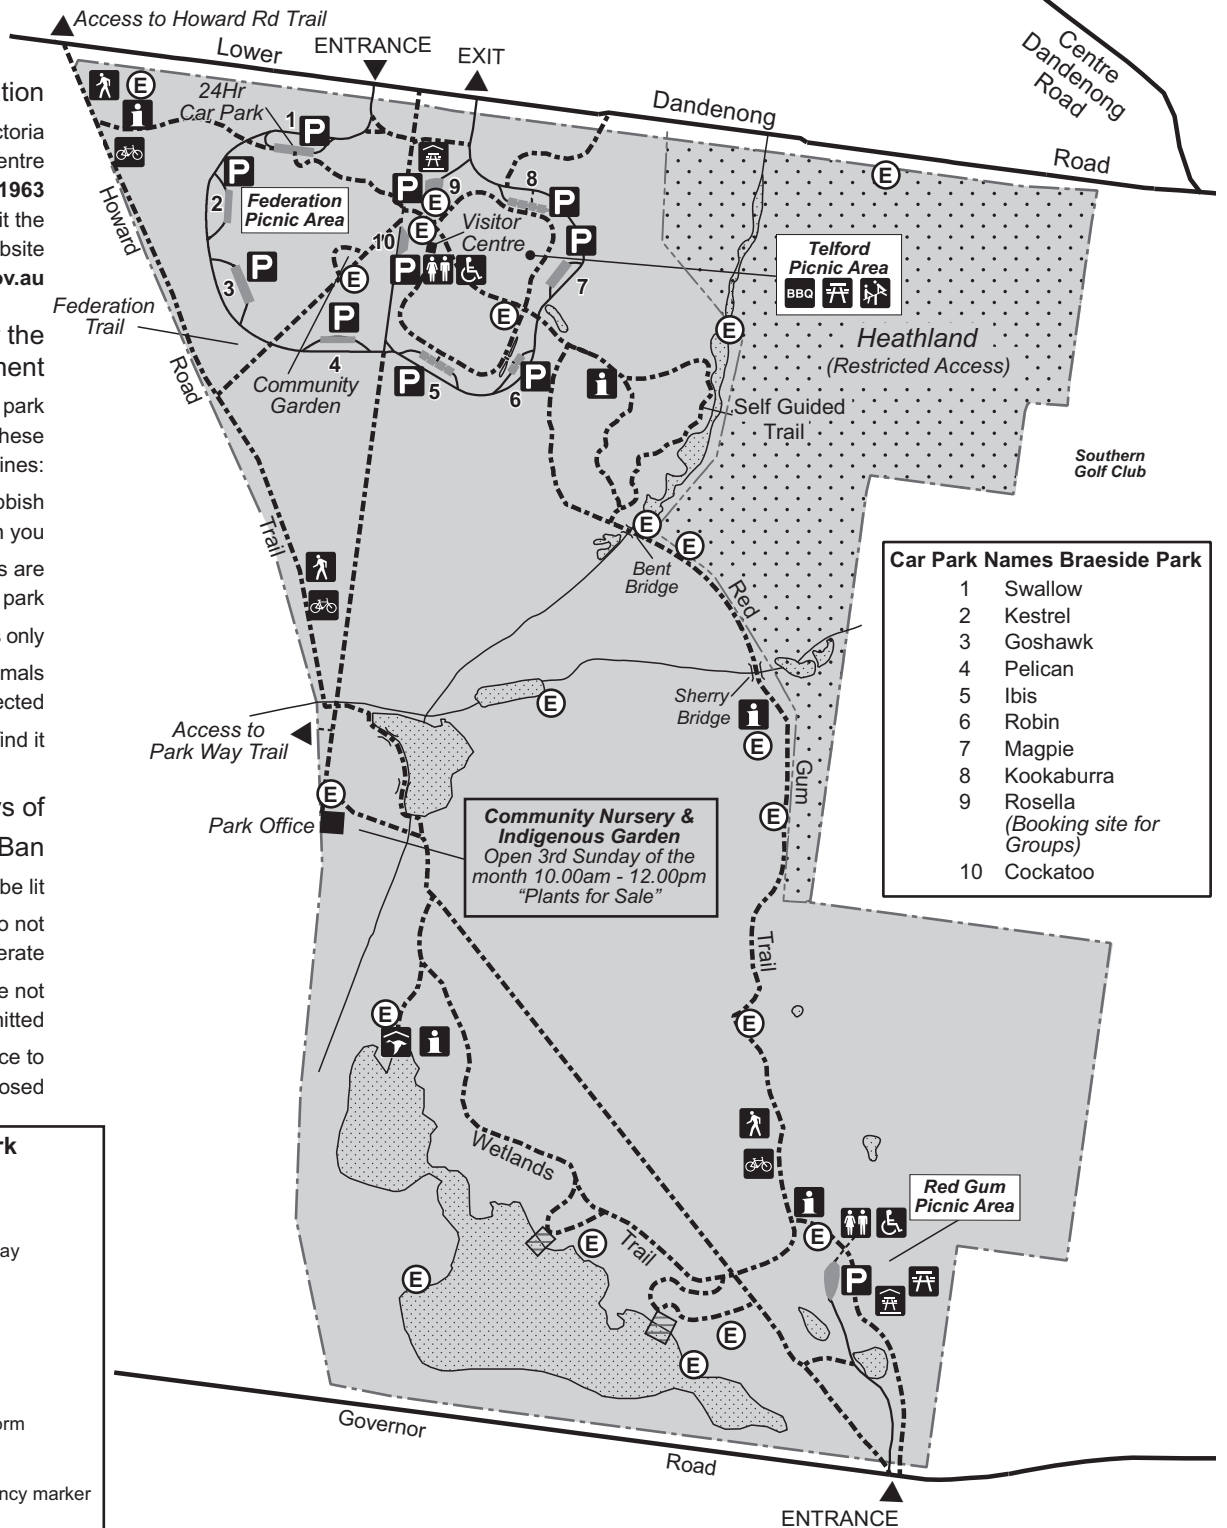 Access to Howard Rd Trail
Lower
ENTRANCE
EXIT
Dandenong
Road
Centre
Dandenong
Road
24Hr
Car Park
1
P
E
i
Howard
Road
Trail
P
2
Federation
Picnic Area
P
9
E
8
P
10
E
Visitor
Centre
P
P
7
3
P
E
P
4
Community
Garden
P
5
6
P
E
i
Federation
Trail
Telford
Picnic Area
BBQ
E
E
Heathland
(Restricted Access)
Self Guided
Trail
Southern
Golf Club
E
E
Bent
Bridge
Red
Gum
Trail
Sherry
Bridge
i
E
E
E
Access to
Park Way Trail
E
Park Office
Community Nursery &
Indigenous Garden
Open 3rd Sunday of the
month 10.00am - 12.00pm
“Plants for Sale”
Car Park Names Braeside Park
1 Swallow
2 Kestrel
3 Goshawk
4 Pelican
5 Ibis
6 Robin
7 Magpie
8 Kookaburra
9 Rosella
(Booking site for
Groups)
10 Cockatoo
E
i
E
Wetlands
Trail
E
E
E
E
i
E
Red Gum
Picnic Area
P
Governor
Road
ENTRANCE
tion
ctoria
entre
1963
it the
bsite
ov.au
the
ment
park
hese
ines:
bbish
you
s are
park
only
mals
ected
find it
s of
Ban
be lit
o not
erate
e not
mitted
ce to
osed
rk
ay
orm
ncy marker